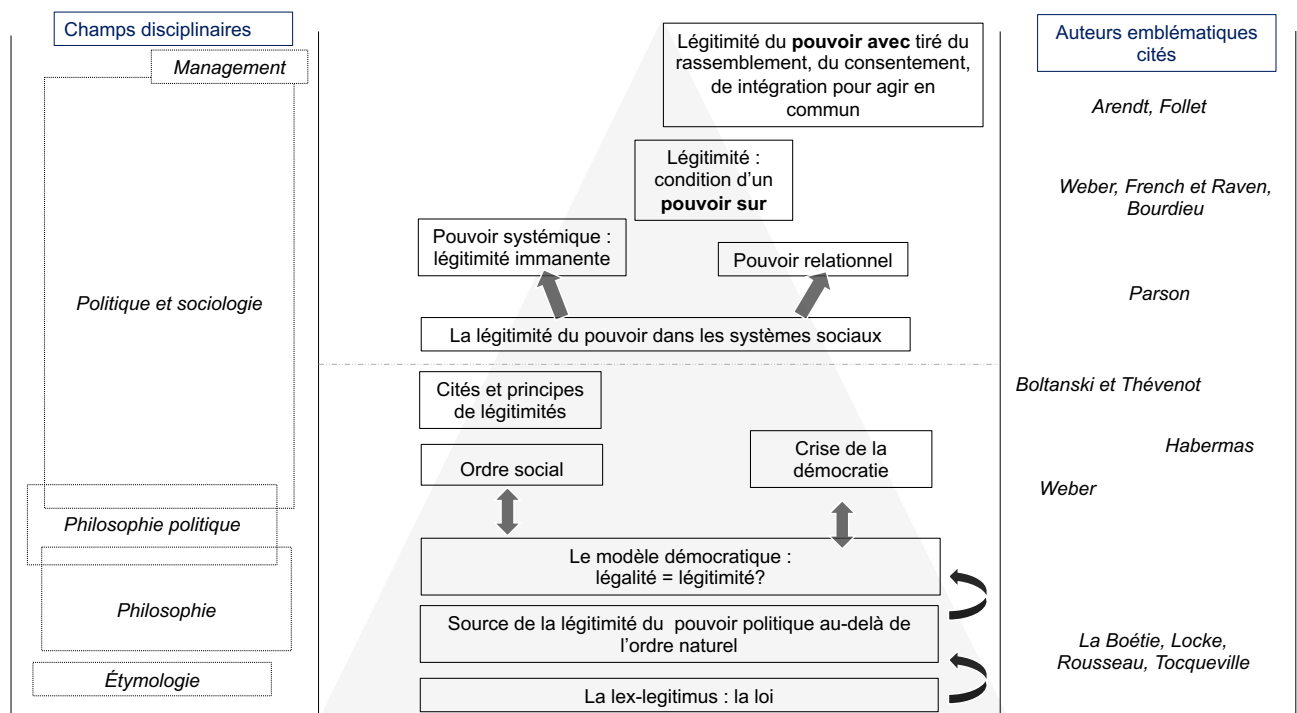 Champs disciplinaires
Management
Politique et sociologie
Philosophie politique
Philosophie
Étymologie
Légitimité du pouvoir avec tiré du
rassemblement, du consentement,
de intégration pour agir en
commun
Légitimité :
condition d’un
pouvoir sur
Pouvoir systémique :
légitimité immanente
Pouvoir relationnel
La légitimité du pouvoir dans les systèmes sociaux
Cités et principes
de légitimités
Ordre social
Crise de la
démocratie
Le modèle démocratique :
légalité = légitimité?
Source de la légitimité du pouvoir politique au-delà de
l’ordre naturel
La lex-legitimus : la loi
Auteurs emblématiques
cités
Arendt, Follet
Weber, French et Raven,
Bourdieu
Parson
Boltanski et Thévenot
Habermas
Weber
La Boétie, Locke,
Rousseau, Tocqueville